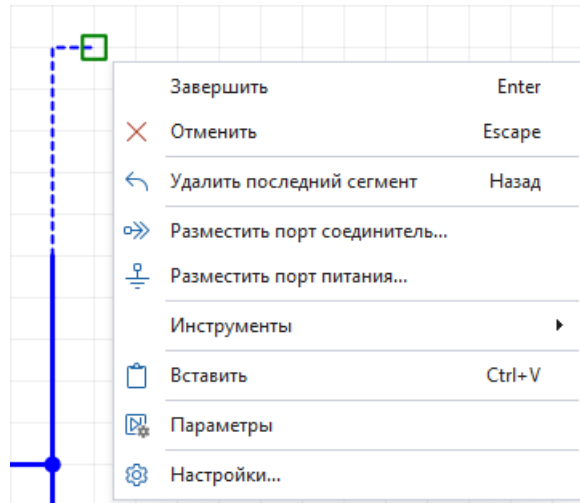 Завершить Enter
Отменить Escape
Удалить последний сегмент Назад
Разместить порт соединитель...
Разместить порт питания...
Инструменты
Вставить Ctrl+V
Параметры
Настройки...